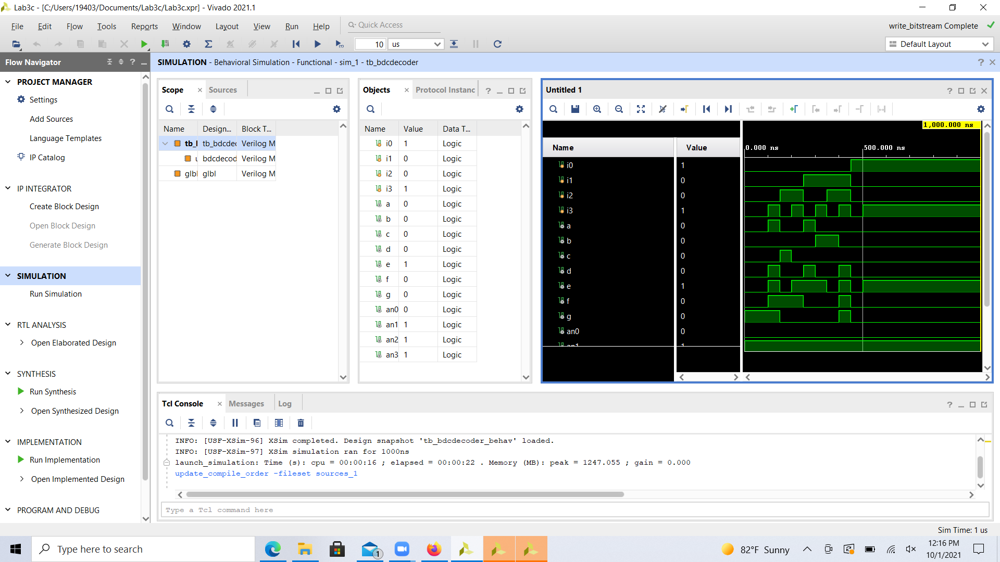 Lab3c - [C:/Users/19403/Documents/Lab3c/Lab3c.xpr] - Vivado 2021.1
File Edit Flow Tools Reports Window Layout View Run Help Quick Access
write_bitstream Complete
10 us
Default Layout
Flow Navigator
SIMULATION - Behavioral Simulation - Functional - sim_1 - tb_bdcdecoder
PROJECT MANAGER
Settings
Add Sources
Language Templates
IP Catalog
IP INTEGRATOR
Create Block Design
Open Block Design
Generate Block Design
SIMULATION
Run Simulation
RTL ANALYSIS
Open Elaborated Design
SYNTHESIS
Run Synthesis
Open Synthesized Design
IMPLEMENTATION
Run Implementation
Open Implemented Design
PROGRAM AND DEBUG
Scope Sources
Name Design... Block T...
tb_l tb_bdcdec Verilog M
u bdcdecod Verilog M
glbl glbl Verilog M
Objects Protocol Instanc
Name Value Data T...
i0 1 Logic
i1 0 Logic
i2 0 Logic
i3 1 Logic
a 0 Logic
b 0 Logic
c 0 Logic
d 0 Logic
e 1 Logic
f 0 Logic
g 0 Logic
an0 0 Logic
an1 1 Logic
an2 1 Logic
an3 1 Logic
Untitled 1
1,000.000 ns
Name Value 0.000 ns 500.000 ns
i0 1
i1 0
i2 0
i3 1
a 0
b 0
c 0
d 0
e 1
f 0
g 0
an0 0
an1 1
Tcl Console Messages Log
INFO: [USF-XSim-96] XSim completed. Design snapshot 'tb_bdcdecoder_behav' loaded.
INFO: [USF-XSim-97] XSim simulation ran for 1000ns
launch_simulation: Time (s): cpu = 00:00:16 ; elapsed = 00:00:22 . Memory (MB): peak = 1247.055 ; gain = 0.000
update_compile_order -fileset sources_1
Type a Tcl command here
Sim Time: 1 us
Type here to search
1
82°F Sunny
12:16 PM
10/1/2021